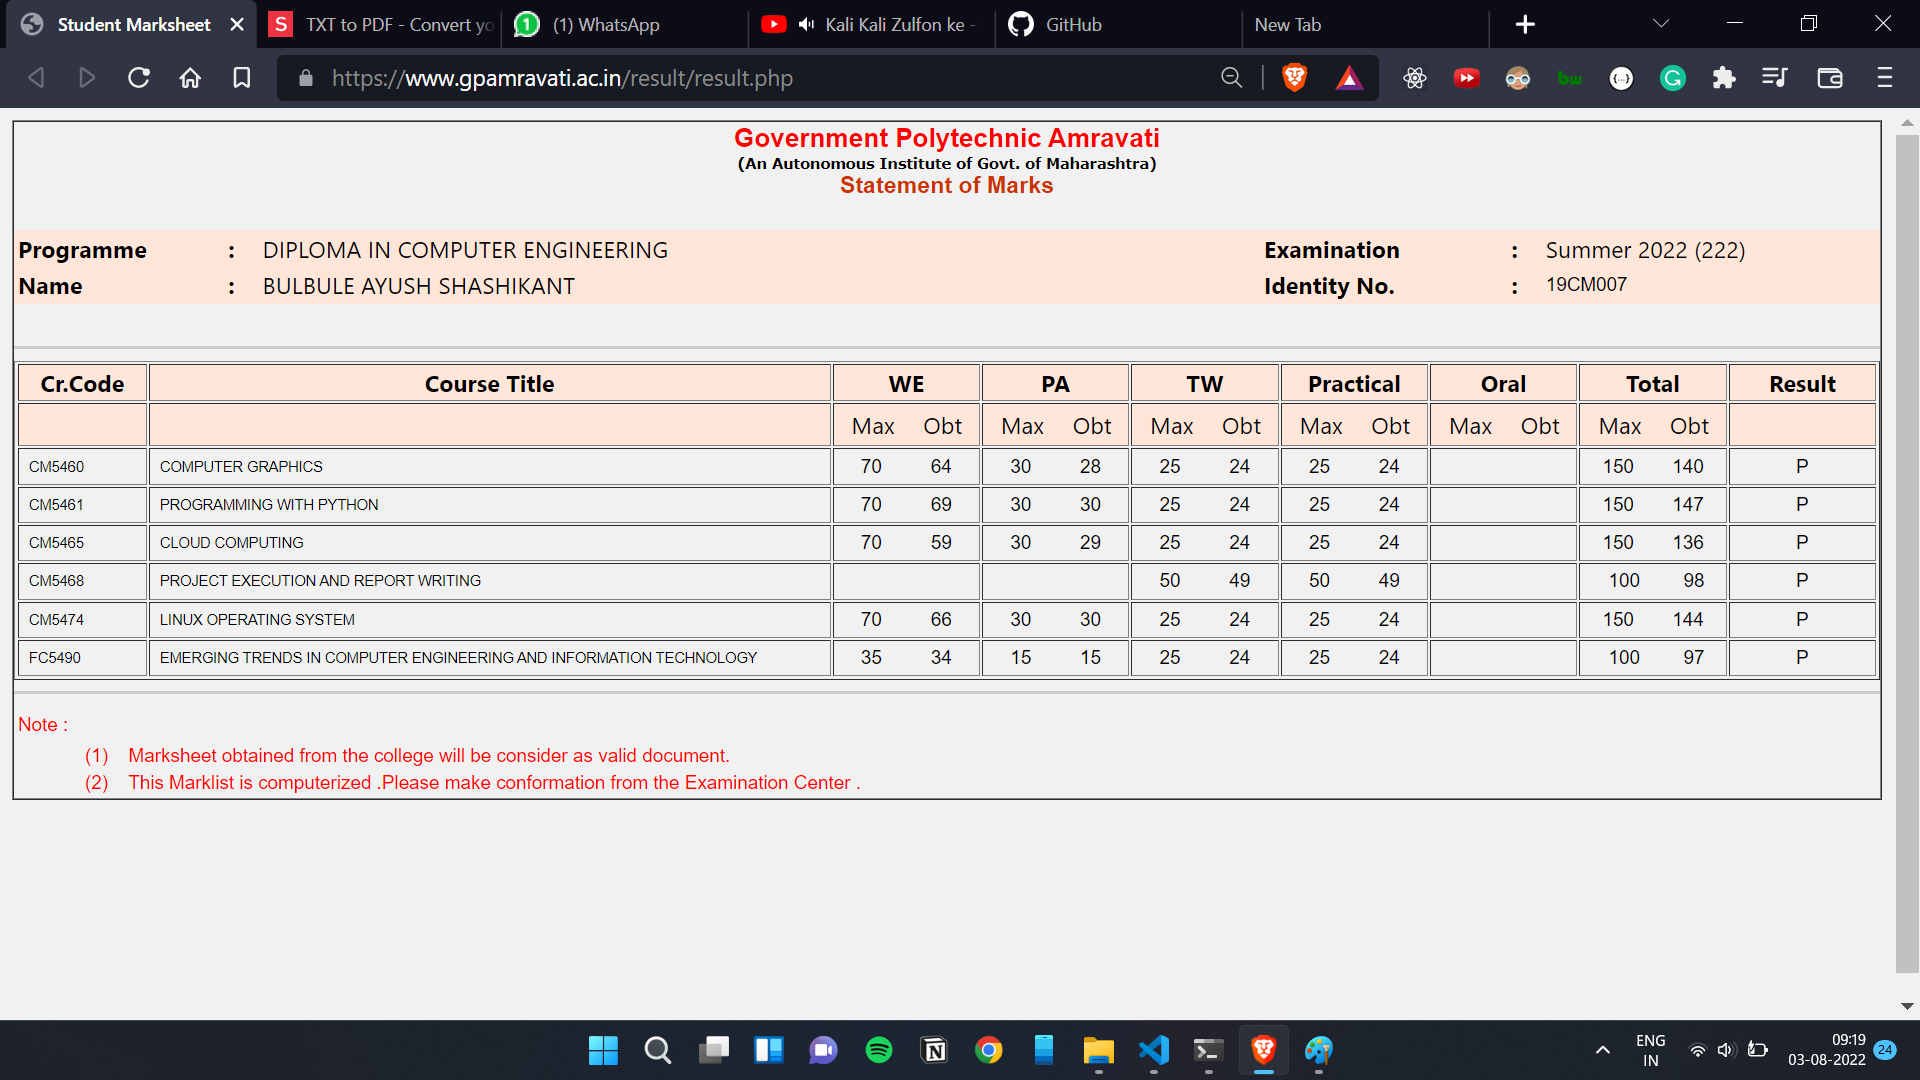 Student Marksheet
TXT to PDF - Convert yo
(1) WhatsApp
Kali Kali Zulfon ke -
GitHub
New Tab
https://www.gpamravati.ac.in/result/result.php
Government Polytechnic Amravati
(An Autonomous Institute of Govt. of Maharashtra)
Statement of Marks
Programme : DIPLOMA IN COMPUTER ENGINEERING Examination : Summer 2022 (222)
Name : BULBULE AYUSH SHASHIKANT Identity No. : 19CM007
Cr.Code Course Title WE PA TW Practical Oral Total Result
Max Obt Max Obt Max Obt Max Obt Max Obt Max Obt
CM5460 COMPUTER GRAPHICS 70 64 30 28 25 24 25 24 150 140 P
CM5461 PROGRAMMING WITH PYTHON 70 69 30 30 25 24 25 24 150 147 P
CM5465 CLOUD COMPUTING 70 59 30 29 25 24 25 24 150 136 P
CM5468 PROJECT EXECUTION AND REPORT WRITING 50 49 50 49 100 98 P
CM5474 LINUX OPERATING SYSTEM 70 66 30 30 25 24 25 24 150 144 P
FC5490 EMERGING TRENDS IN COMPUTER ENGINEERING AND INFORMATION TECHNOLOGY 35 34 15 15 25 24 25 24 100 97 P
Note :
(1) Marksheet obtained from the college will be consider as valid document.
(2) This Marklist is computerized .Please make conformation from the Examination Center .
ENG
IN
09:19
03-08-2022
24